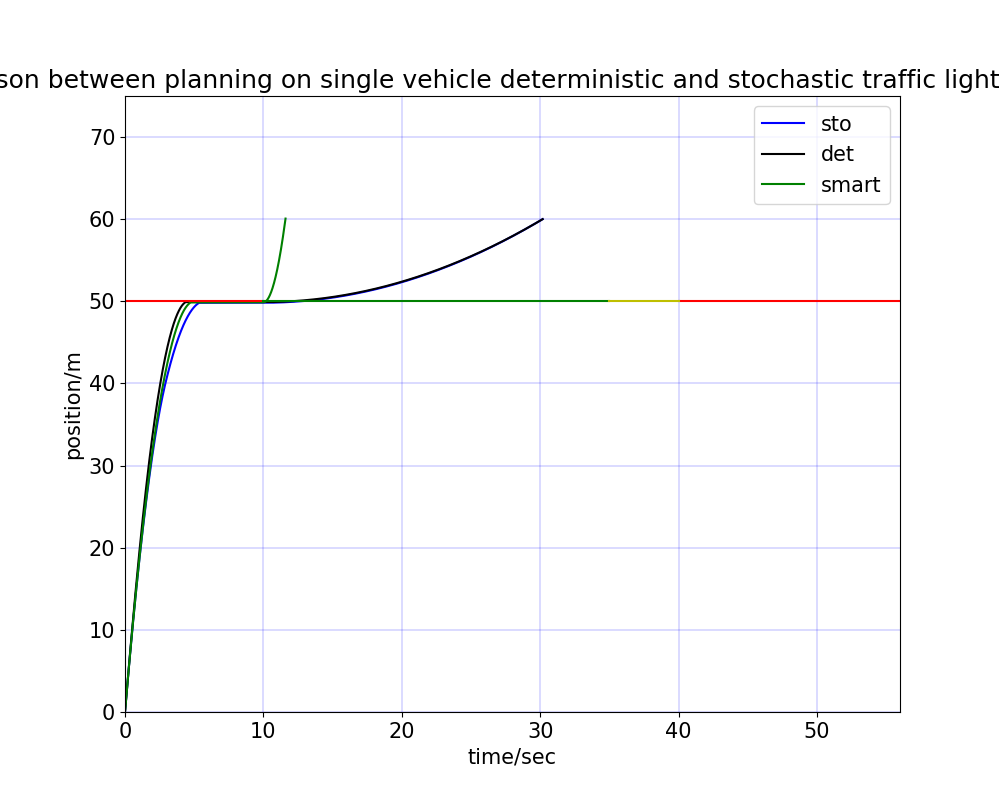 son between planning on single vehicle deterministic and stochastic traffic light
sto
det
smart
70
60
50
40
30
20
10
0
position/m
0 10 20 30 40 50
time/sec